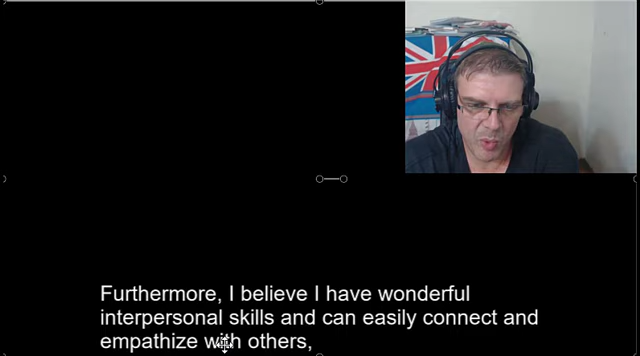 Furthermore, I believe I have wonderful
interpersonal skills and can easily connect and
empathize with others,